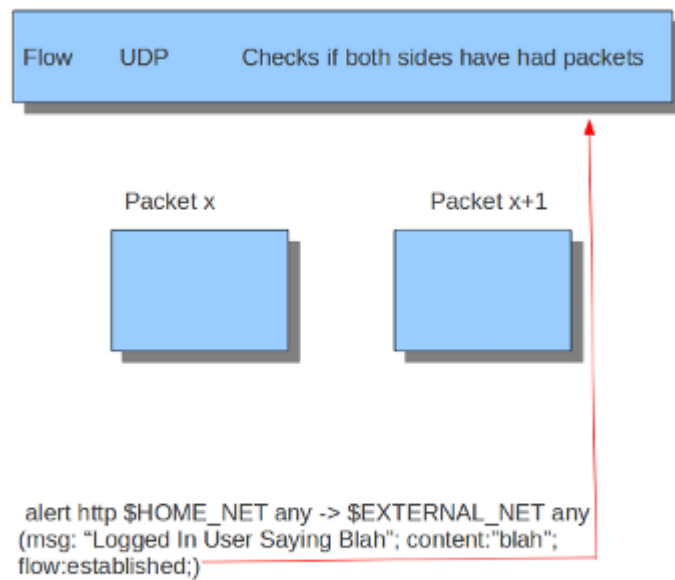 Flow UDP Checks if both sides have had packets
Packet x Packet x+1
alert http $HOME_NET any -> $EXTERNAL_NET any
(msg: “Logged In User Saying Blah"; content:"blah";
flow:established;)